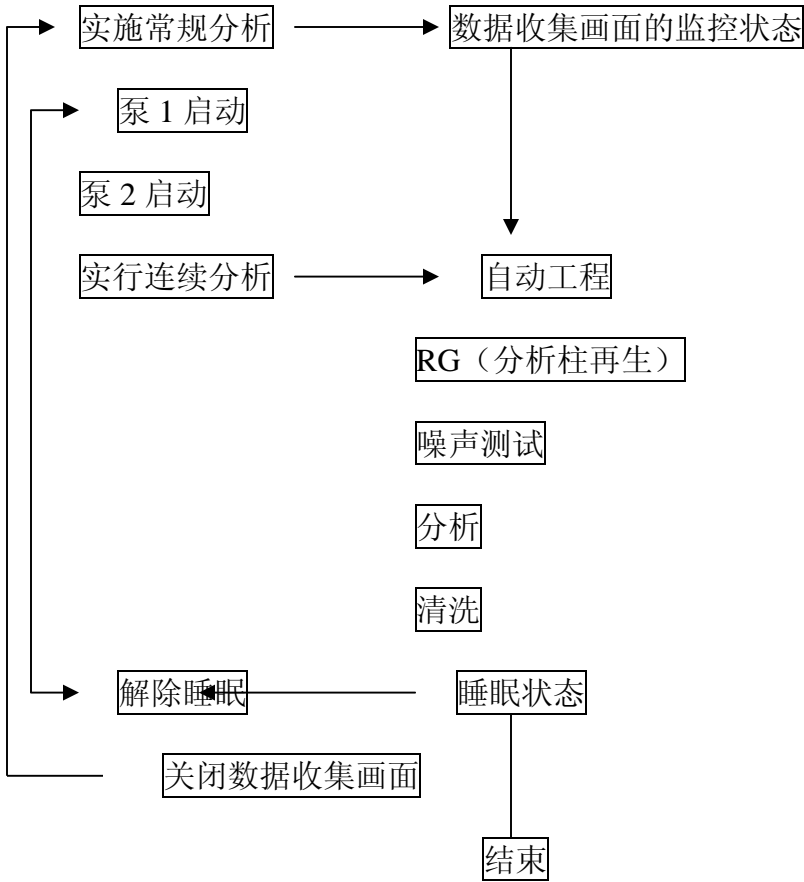 实施常规分析 数据收集画面的监控状态
泵 1 启动
泵 2 启动
实行连续分析 自动工程
RG（分析柱再生）
噪声测试
分析
清洗
解除睡眠 睡眠状态
关闭数据收集画面
结束